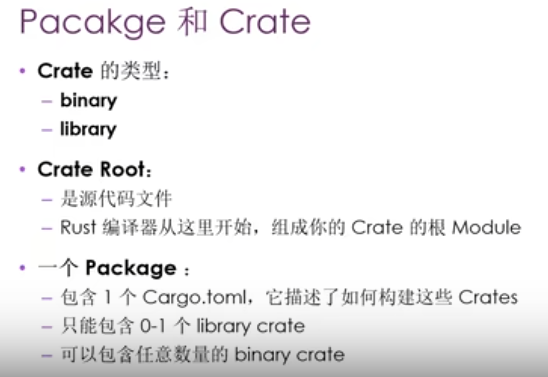 Pacakge 和 Crate
• Crate 的类型：
– binary
– library
• Crate Root：
– 是源代码文件
– Rust 编译器从这里开始，组成你的 Crate 的根 Module
• 一个 Package ：
– 包含 1 个 Cargo.toml，它描述了如何构建这些 Crates
– 只能包含 0-1 个 library crate
– 可以包含任意数量的 binary crate